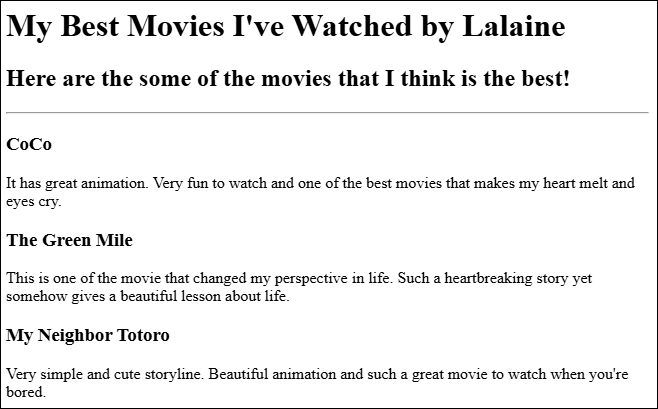 My Best Movies I've Watched by Lalaine
Here are the some of the movies that I think is the best!
CoCo
It has great animation. Very fun to watch and one of the best movies that makes my heart melt and
eyes cry.
The Green Mile
This is one of the movie that changed my perspective in life. Such a heartbreaking story yet
somehow gives a beautiful lesson about life.
My Neighbor Totoro
Very simple and cute storyline. Beautiful animation and such a great movie to watch when you're
bored.